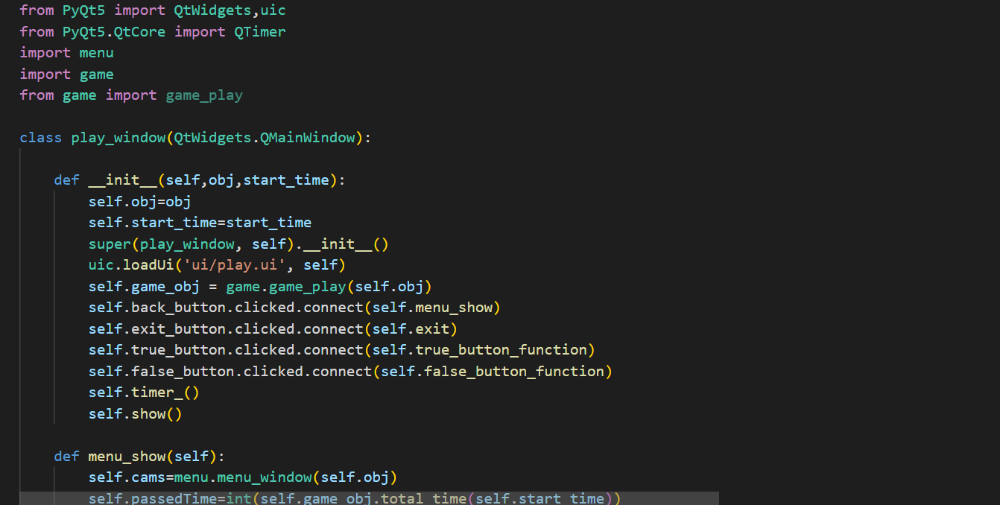 from PyQt5 import QtWidgets,uic
from PyQt5.QtCore import QTimer
import menu
import game
from game import game_play
class play_window(QtWidgets.QMainWindow):
def __init__(self,obj,start_time):
self.obj=obj
self.start_time=start_time
super(play_window, self).__init__()
uic.loadUi('ui/play.ui', self)
self.game_obj = game.game_play(self.obj)
self.back_button.clicked.connect(self.menu_show)
self.exit_button.clicked.connect(self.exit)
self.true_button.clicked.connect(self.true_button_function)
self.false_button.clicked.connect(self.false_button_function)
self.timer_()
self.show()
def menu_show(self):
self.cams=menu.menu_window(self.obj)
self.passedTime=int(self.game_obj.total_time(self.start_time))